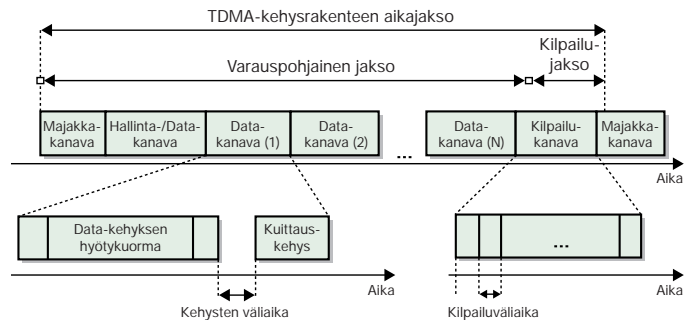 TDMA-kehysrakenteen aikajakso
Kilpailu-
jakso
Varauspohjainen jakso
Majakka-
kanava
Hallinta-/Data-
kanava
Data-
kanava (1)
Data-
kanava (2)
...
Data-
kanava (N)
Kilpailu-
kanava
Majakka-
kanava
Aika
Data-kehyksen
hyötykuorma
Kuittaus-
kehys
...
Aika
Aika
Kehysten väliaika
Kilpailuväliaika